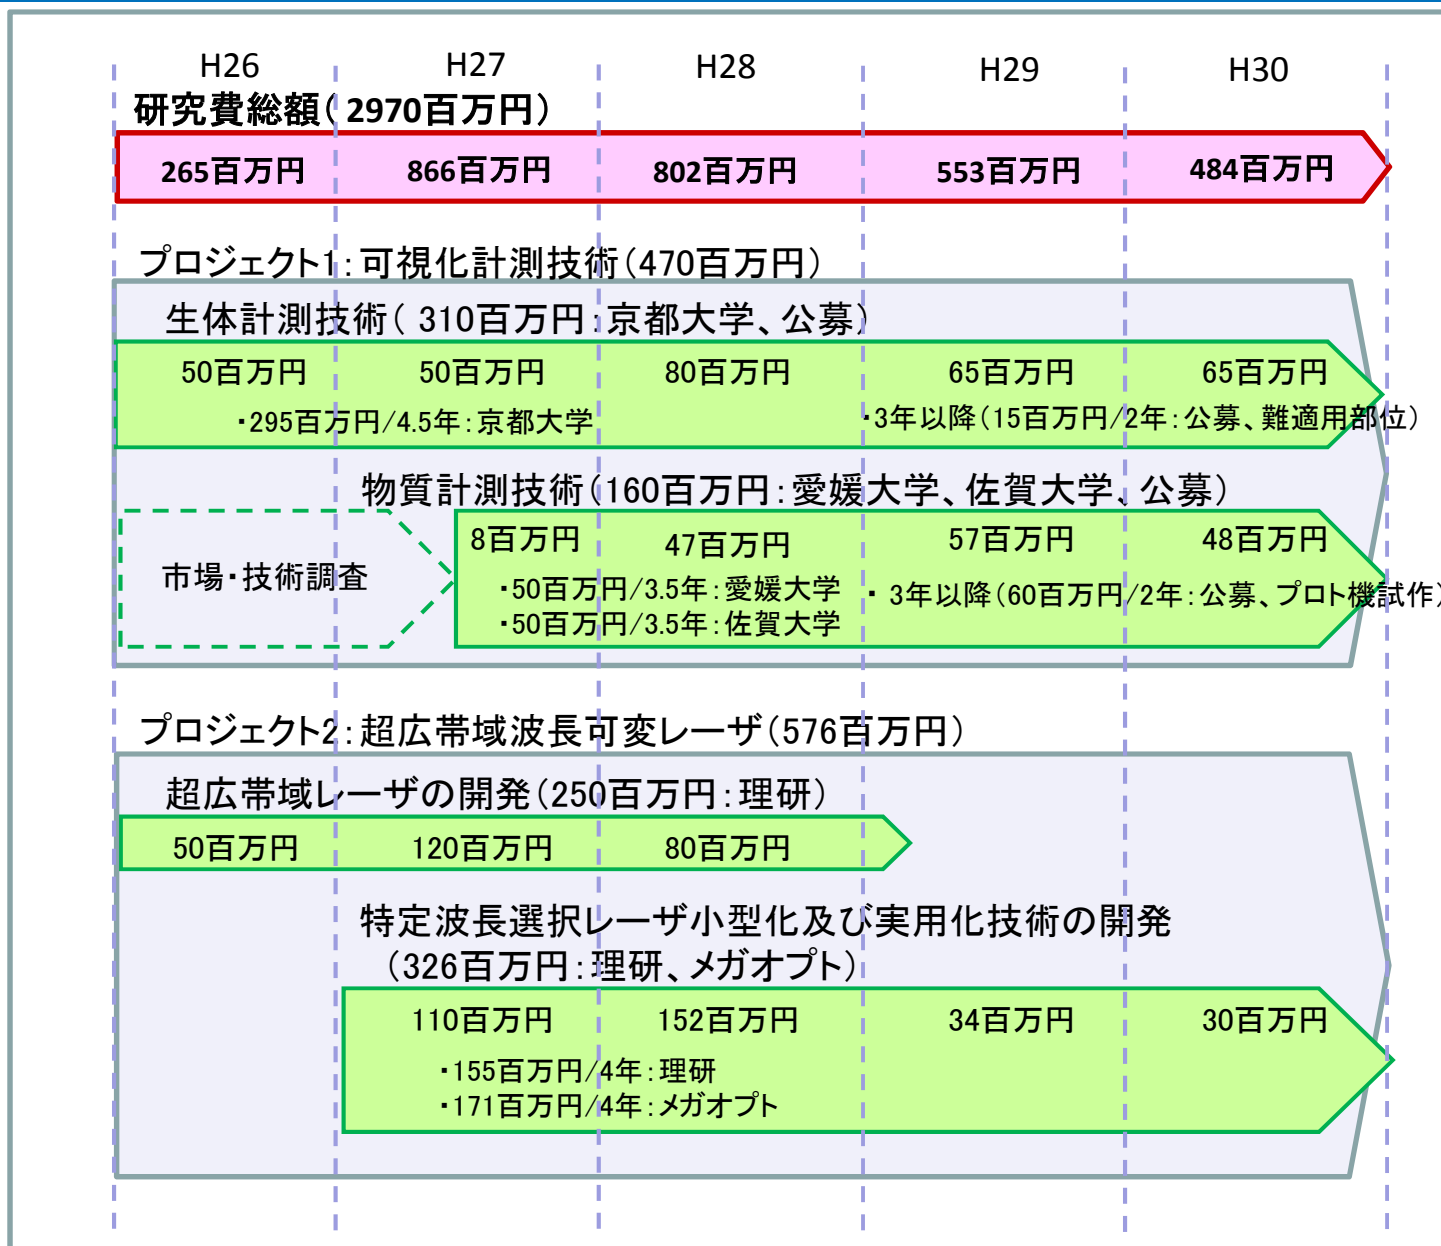 H26 H27 H28 H29 H30
研究費総額（ 2970百万円）
265百万円 866百万円 802百万円 553百万円 484百万円
プロジェクト1：可視化計測技術（470百万円）
生体計測技術（ 310百万円：京都大学、公募）
50百万円 50百万円 80百万円 65百万円 65百万円
・295百万円/4.5年：京都大学 ・3年以降（15百万円/2年：公募、難適用部位）
物質計測技術（160百万円：愛媛大学、佐賀大学、公募）
市場・技術調査
8百万円 47百万円 57百万円 48百万円
・50百万円/3.5年：愛媛大学 ・ 3年以降（60百万円/2年：公募、プロト機試作）
・50百万円/3.5年：佐賀大学
プロジェクト2：超広帯域波長可変レーザ（576百万円）
超広帯域レーザの開発（250百万円：理研）
50百万円 120百万円 80百万円
特定波長選択レーザ小型化及び実用化技術の開発
（326百万円：理研、メガオプト）
110百万円 152百万円 34百万円 30百万円
・155百万円/4年：理研
・171百万円/4年：メガオプト